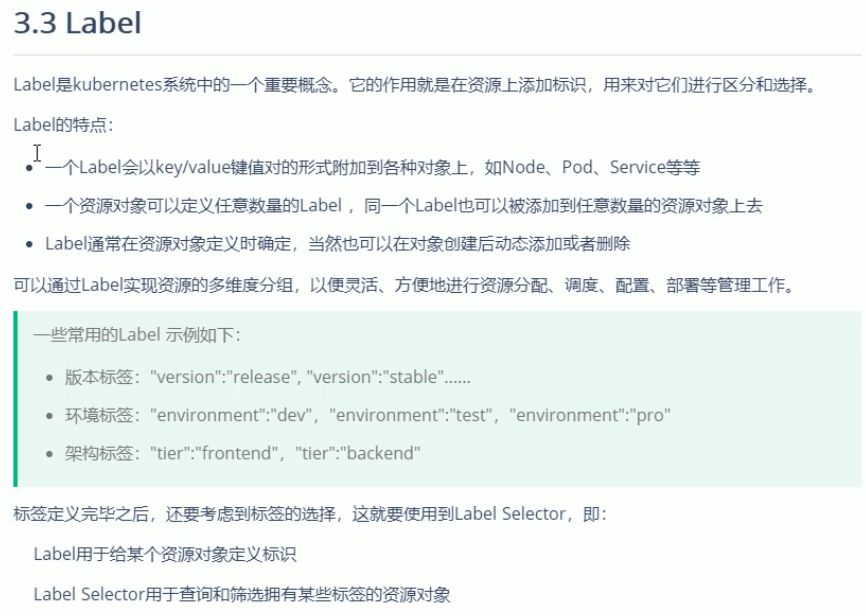 3.3 Label
Label是kubernetes系统中的一个重要概念。它的作用就是在资源上添加标识，用来对它们进行区分和选择。
Label的特点：
一个Label会以key/value键值对的形式附加到各种对象上，如Node、Pod、Service等等
一个资源对象可以定义任意数量的Label ，同一个Label也可以被添加到任意数量的资源对象上去
Label通常在资源对象定义时确定，当然也可以在对象创建后动态添加或者删除
可以通过Label实现资源的多维度分组，以便灵活、方便地进行资源分配、调度、配置、部署等管理工作。
一些常用的Label 示例如下：
版本标签："version":"release", "version":"stable"......
环境标签："environment":"dev"，"environment":"test"，"environment":"pro"
架构标签："tier":"frontend"，"tier":"backend"
标签定义完毕之后，还要考虑到标签的选择，这就要使用到Label Selector，即：
Label用于给某个资源对象定义标识
Label Selector用于查询和筛选拥有某些标签的资源对象